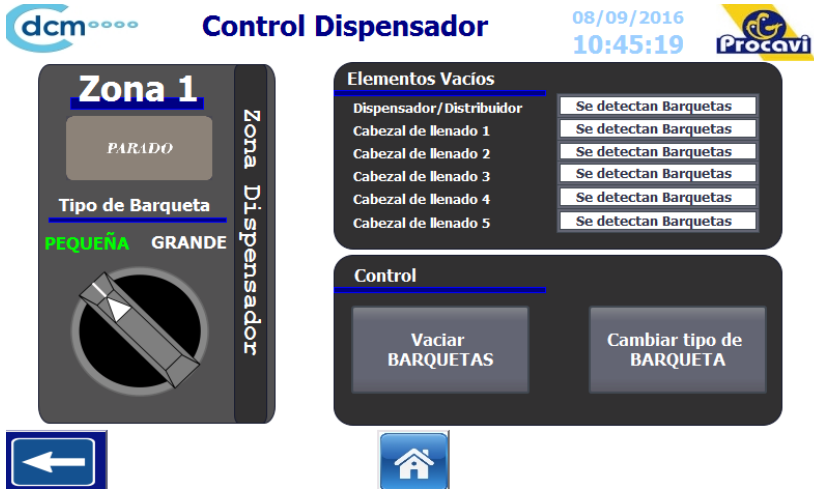 dcm
Control Dispensador
08/09/2016
10:45:19
Procavi
Zona 1
PARADO
Tipo de Barqueta
PEQUEÑA GRANDE
Zona Dispensador
Elementos Vacíos
Dispensador/Distribuidor Se detectan Barquetas
Cabezal de llenado 1 Se detectan Barquetas
Cabezal de llenado 2 Se detectan Barquetas
Cabezal de llenado 3 Se detectan Barquetas
Cabezal de llenado 4 Se detectan Barquetas
Cabezal de llenado 5 Se detectan Barquetas
Control
Vaciar
BARQUETAS
Cambiar tipo de
BARQUETA